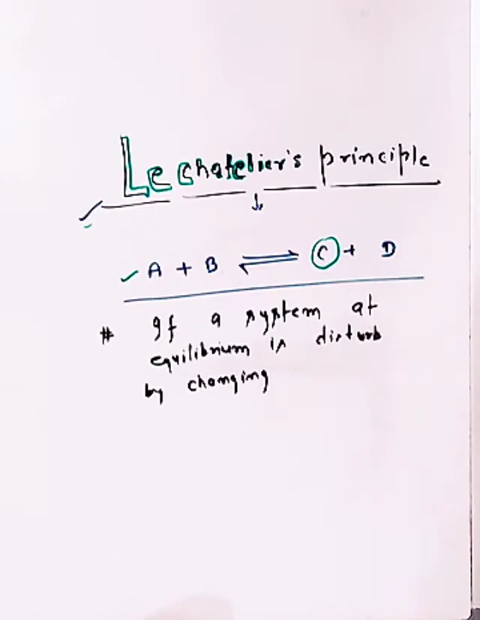 Le chatelier's principle
A + B ⇌ C + D
# If a system at
equilibrium is disturb
by changing